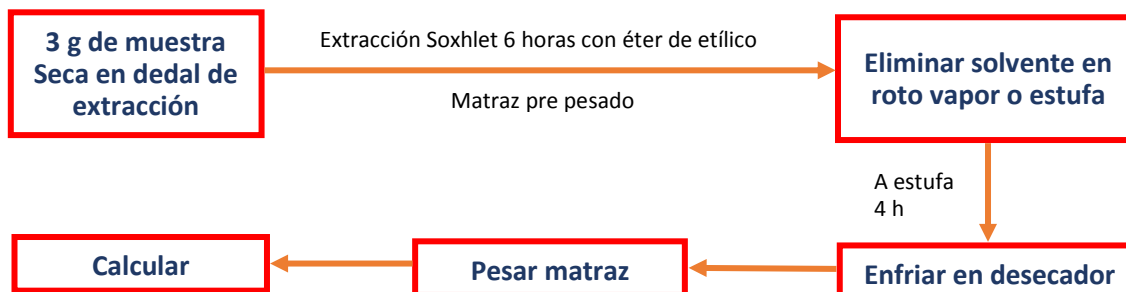 3 g de muestra
Seca en dedal de
extracción
Extracción Soxhlet 6 horas con éter de etílico
Matraz pre pesado
Eliminar solvente en
roto vapor o estufa
A estufa
4 h
Enfriar en desecador
Pesar matraz
Calcular